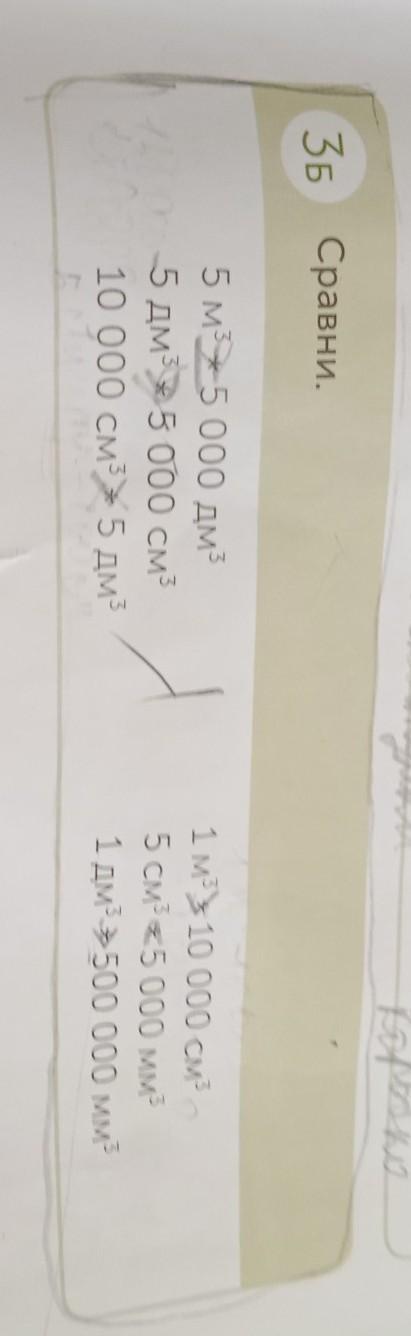 3Б Сравни.
5 м³ * 5 000 дм³
5 дм³ * 5 000 см³
10 000 см³ * 5 дм³
1 м³ > 10 000 см³
5 см³ < 5 000 мм³
1 дм³ > 500 000 мм³